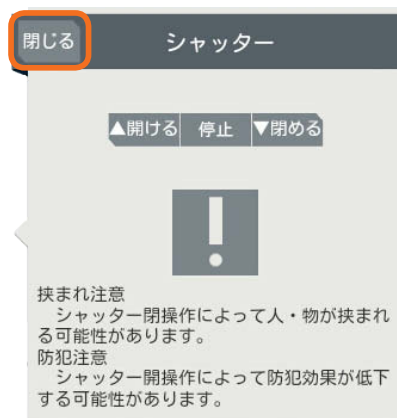 閉じる
シャッター
▲開ける 停止 ▼閉める
挟まれ注意
　シャッター閉操作によって人・物が挟まれ
る可能性があります。
防犯注意
　シャッター開操作によって防犯効果が低下
する可能性があります。